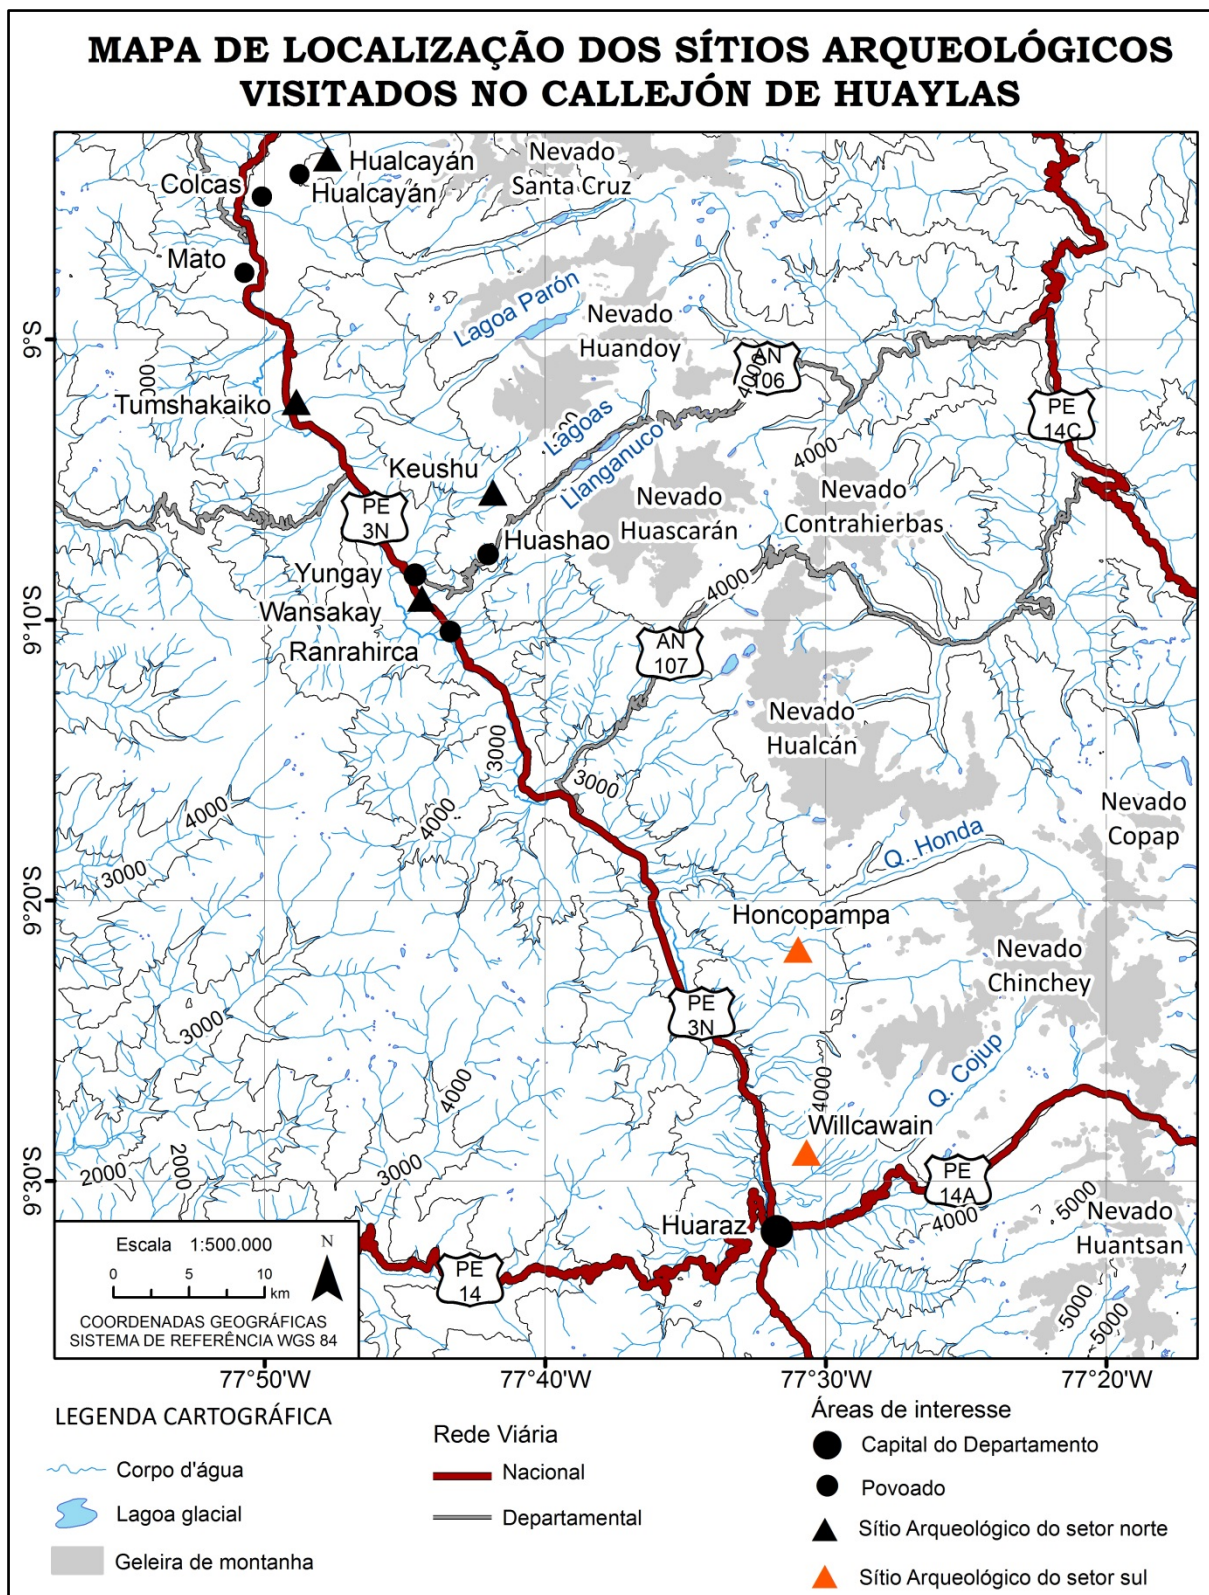 MAPA DE LOCALIZAÇÃO DOS SÍTIOS ARQUEOLÓGICOS
VISITADOS NO CALLEJÓN DE HUAYLAS
Hualcayán
Hualcayán
Colcas
Nevado
Santa Cruz
Mato
Lagoa Parón
Nevado
Huandoy
9°S
AN
106
4000
000
Tumshakaiko
PE
14C
Lagoas
Llanganuco
4000
Keushu
Nevado
Huascarán
Nevado
Contrahierbas
PE
3N
Huashao
Yungay
Wansakay
4000
9°10'S
Ranrahirca
AN
107
Nevado
Hualcán
3000
3000
4000
4000
Nevado
Copap
Q. Honda
3000
9°20'S
Honcopampa
Nevado
Chinchey
PE
3N
3000
4000
4000
Q. Cojup
Willcawain
2000
2000
3000
9°30'S
PE
14A
4000
5000
Nevado
Huantsan
Huaraz
5000
5000
PE
14
Escala 1:500.000
N
0 5 10
km
COORDENADAS GEOGRÁFICAS
SISTEMA DE REFERÊNCIA WGS 84
77°50'W 77°40'W 77°30'W 77°20'W
LEGENDA CARTOGRÁFICA
Corpo d'água
Lagoa glacial
Geleira de montanha
Rede Viária
Nacional
Departamental
Áreas de interesse
Capital do Departamento
Povoado
Sítio Arqueológico do setor norte
Sítio Arqueológico do setor sul